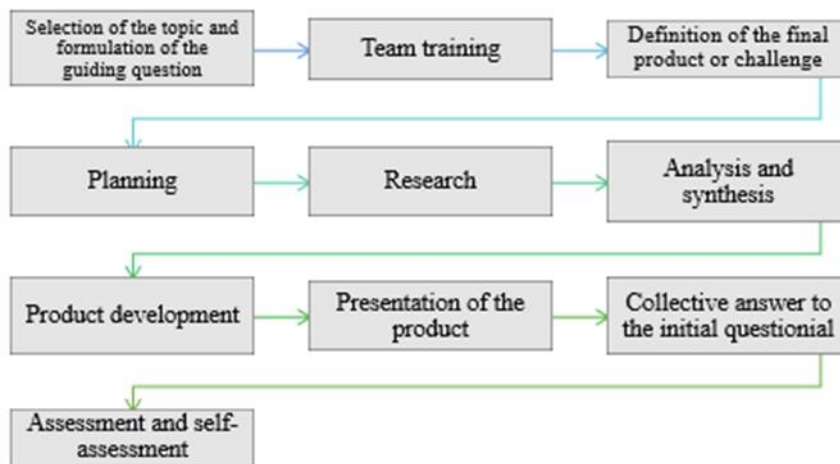 Selection of the topic and
formulation of the
guiding question
Team training
Definition of the final
product or challenge
Planning
Research
Analysis and
synthesis
Product development
Presentation of the
product
Collective answer to
the initial questionial
Assessment and self-
assessment